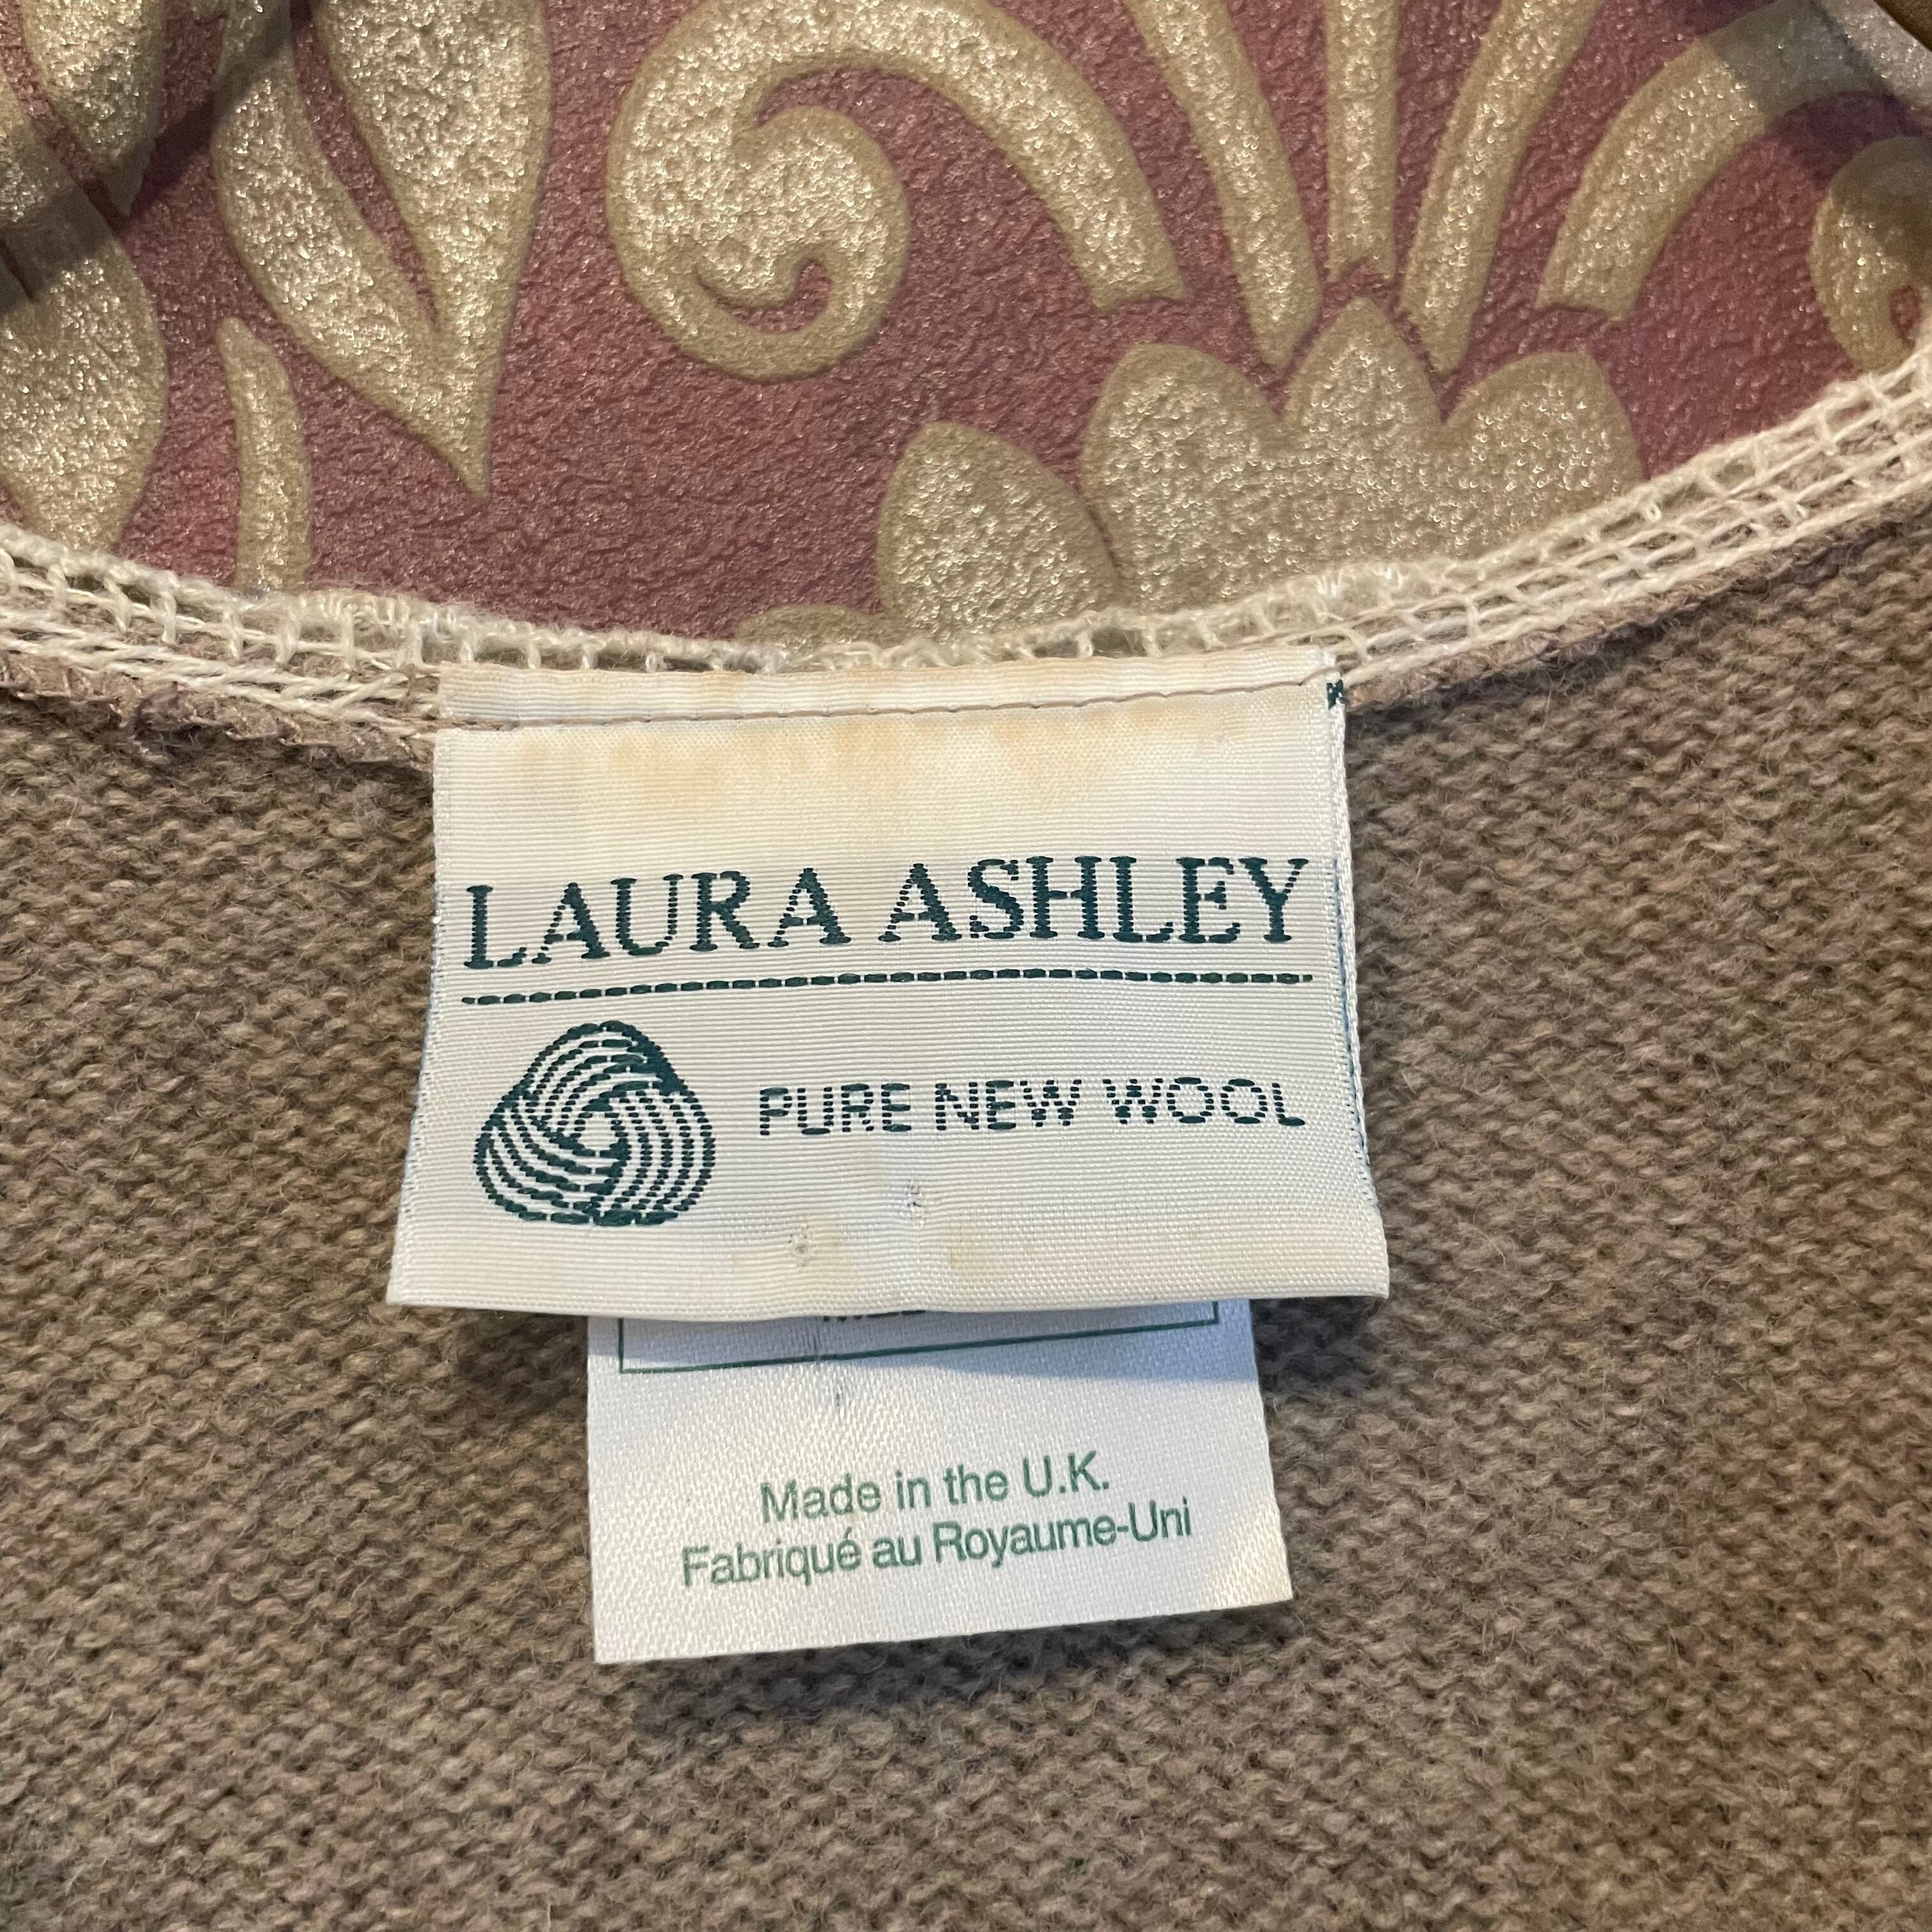 LAURA ASHLEY
PURE NEW WOOL
Made in the U.K.
Fabriqué au Royaume-Uni